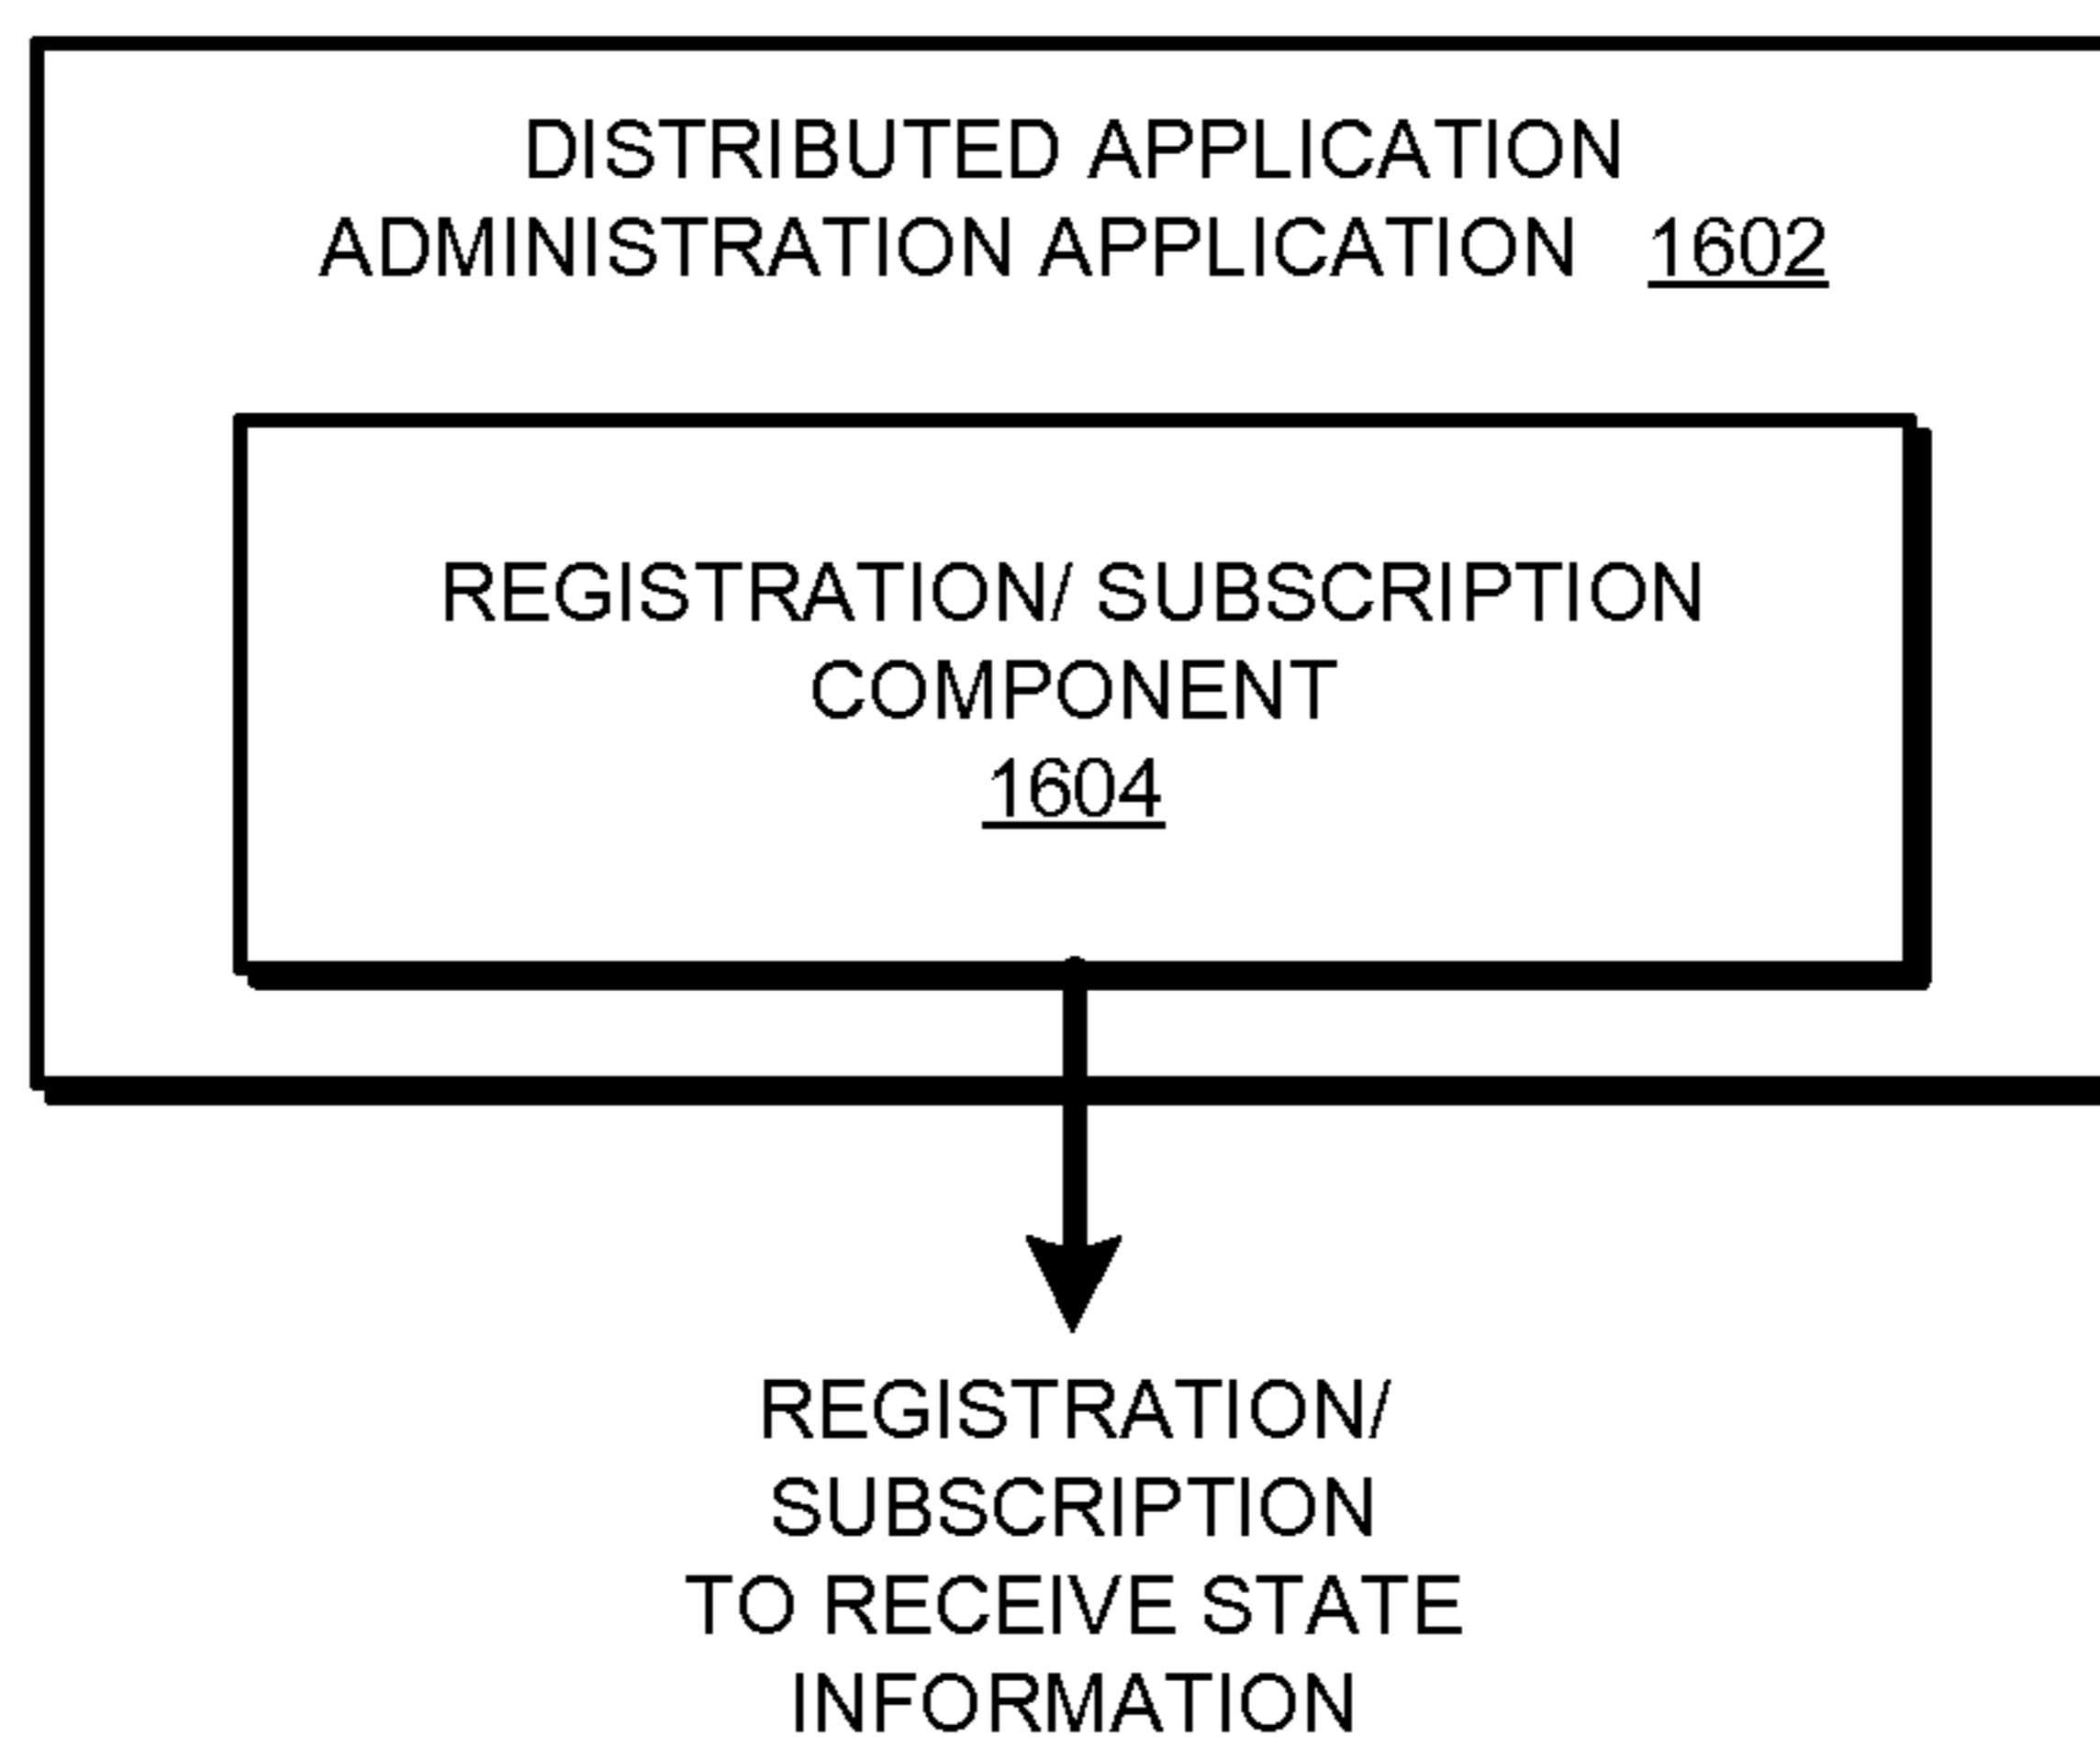 DISTRIBUTED APPLICATION
ADMINISTRATION APPLICATION 1602
REGISTRATION/ SUBSCRIPTION
COMPONENT
1604
REGISTRATION/
SUBSCRIPTION
TO RECEIVE STATE
INFORMATION